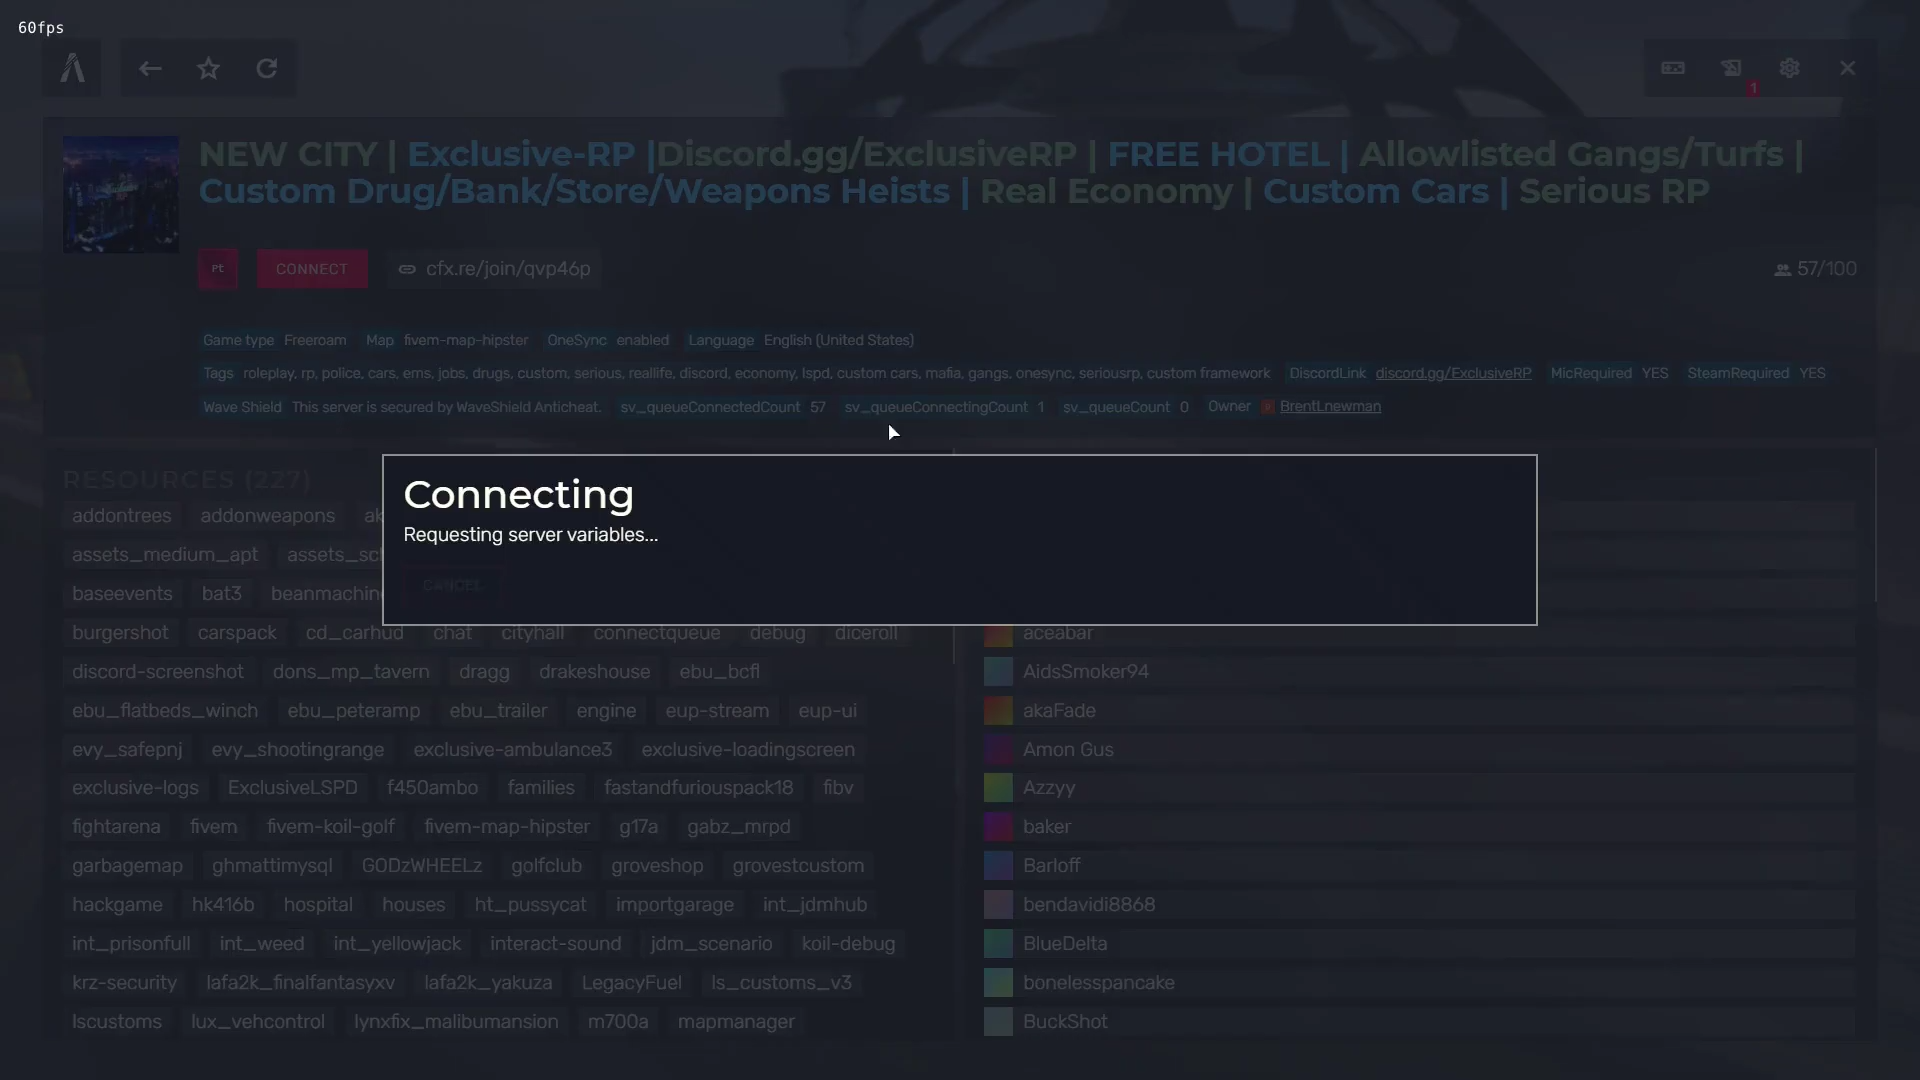 60fps
1
NEW CITY | Exclusive-RP |Discord.gg/ExclusiveRP | FREE HOTEL | Allowlisted Gangs/Turfs |
Custom Drug/Bank/Store/Weapons Heists | Real Economy | Custom Cars | Serious RP
Pt CONNECT cfx.re/join/qvp46p 57/100
Game type Freeroam Map fivem-map-hipster OneSync enabled Language English (United States)
Tags roleplay, rp, police, cars, ems, jobs, drugs, custom, serious, reallife, discord, economy, lspd, custom cars, mafia, gangs, onesync, seriousrp, custom framework DiscordLink discord.gg/ExclusiveRP MicRequired YES SteamRequired YES
Wave Shield This server is secured by WaveShield Anticheat. sv_queueConnectedCount 57 sv_queueConnectingCount 1 sv_queueCount 0 Owner BrentLnewman
Connecting
Requesting server variables...
CANCEL
RESOURCES (227)
addontrees addonweapons
assets_medium_apt
baseevents bat3
burgershot carspack cd_carhud chat cityhall connectqueue debug diceroll
discord-screenshot dons_mp_tavern dragg drakeshouse ebu_bcfl
ebu_flatbeds_winch ebu_peteramp ebu_trailer engine eup-stream eup-ui
evy_safepnj evy_shootingrange exclusive-ambulance3 exclusive-loadingscreen
exclusive-logs ExclusiveLSPD f450ambo families fastandfuriouspack18 fibv
fightarena fivem fivem-koil-golf fivem-map-hipster g17a gabz_mrpd
garbagemap ghmattimysql GODzWHEELz golfclub groveshop grovestcustom
hackgame hk416b hospital houses ht_pussycat importgarage int_jdmhub
int_prisonfull int_weed int_yellowjack interact-sound jdm_scenario koil-debug
krz-security lafa2k_finalfantasyxv lafa2k_yakuza LegacyFuel ls_customs_v3
lscustoms lux_vehcontrol lynxfix_malibumansion m700a mapmanager
aceabar
AidsSmoker94
akaFade
Amon Gus
Azzyy
baker
Barloff
bendavidi8868
BlueDelta
bonelesspancake
BuckShot